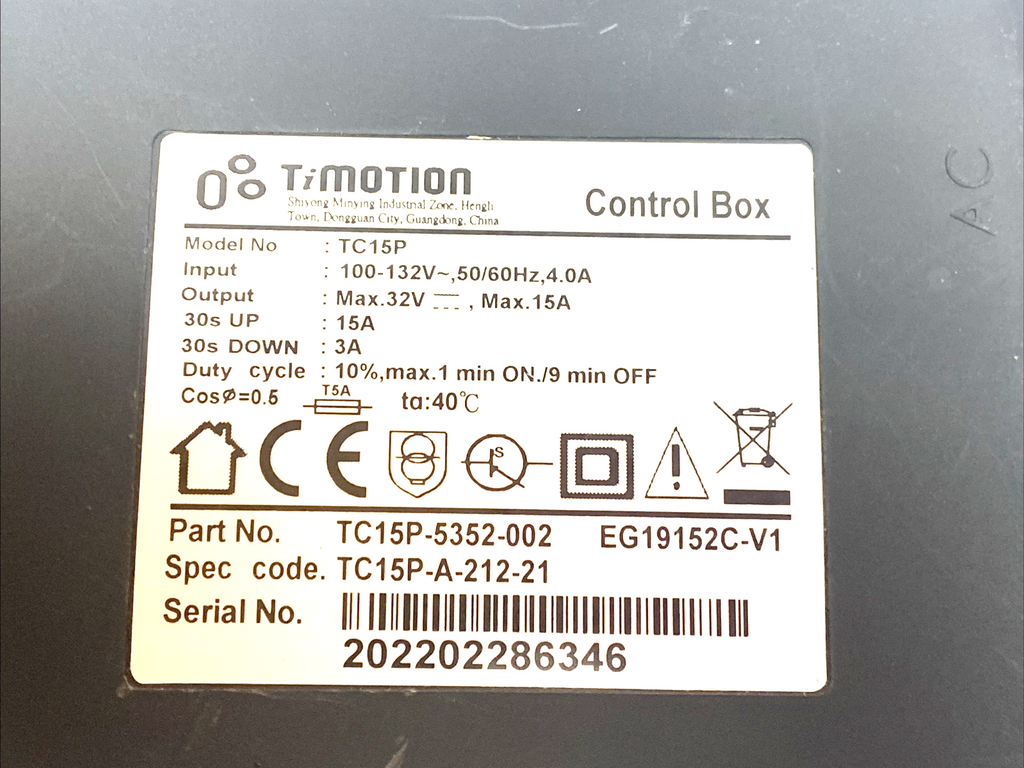 TiMOTION
Shiyong Minying Industrial Zone, Hengli
Town, Dongguan City, Guangdong, China
Control Box
Model No : TC15P
Input : 100-132V~,50/60Hz,4.0A
Output : Max.32V ⎓ , Max.15A
30s UP : 15A
30s DOWN : 3A
Duty cycle : 10%,max.1 min ON./9 min OFF
CosΦ=0.5 T5A ta:40℃
CE
S
Part No. TC15P-5352-002 EG19152C-V1
Spec code. TC15P-A-212-21
Serial No.
202202286346
AC